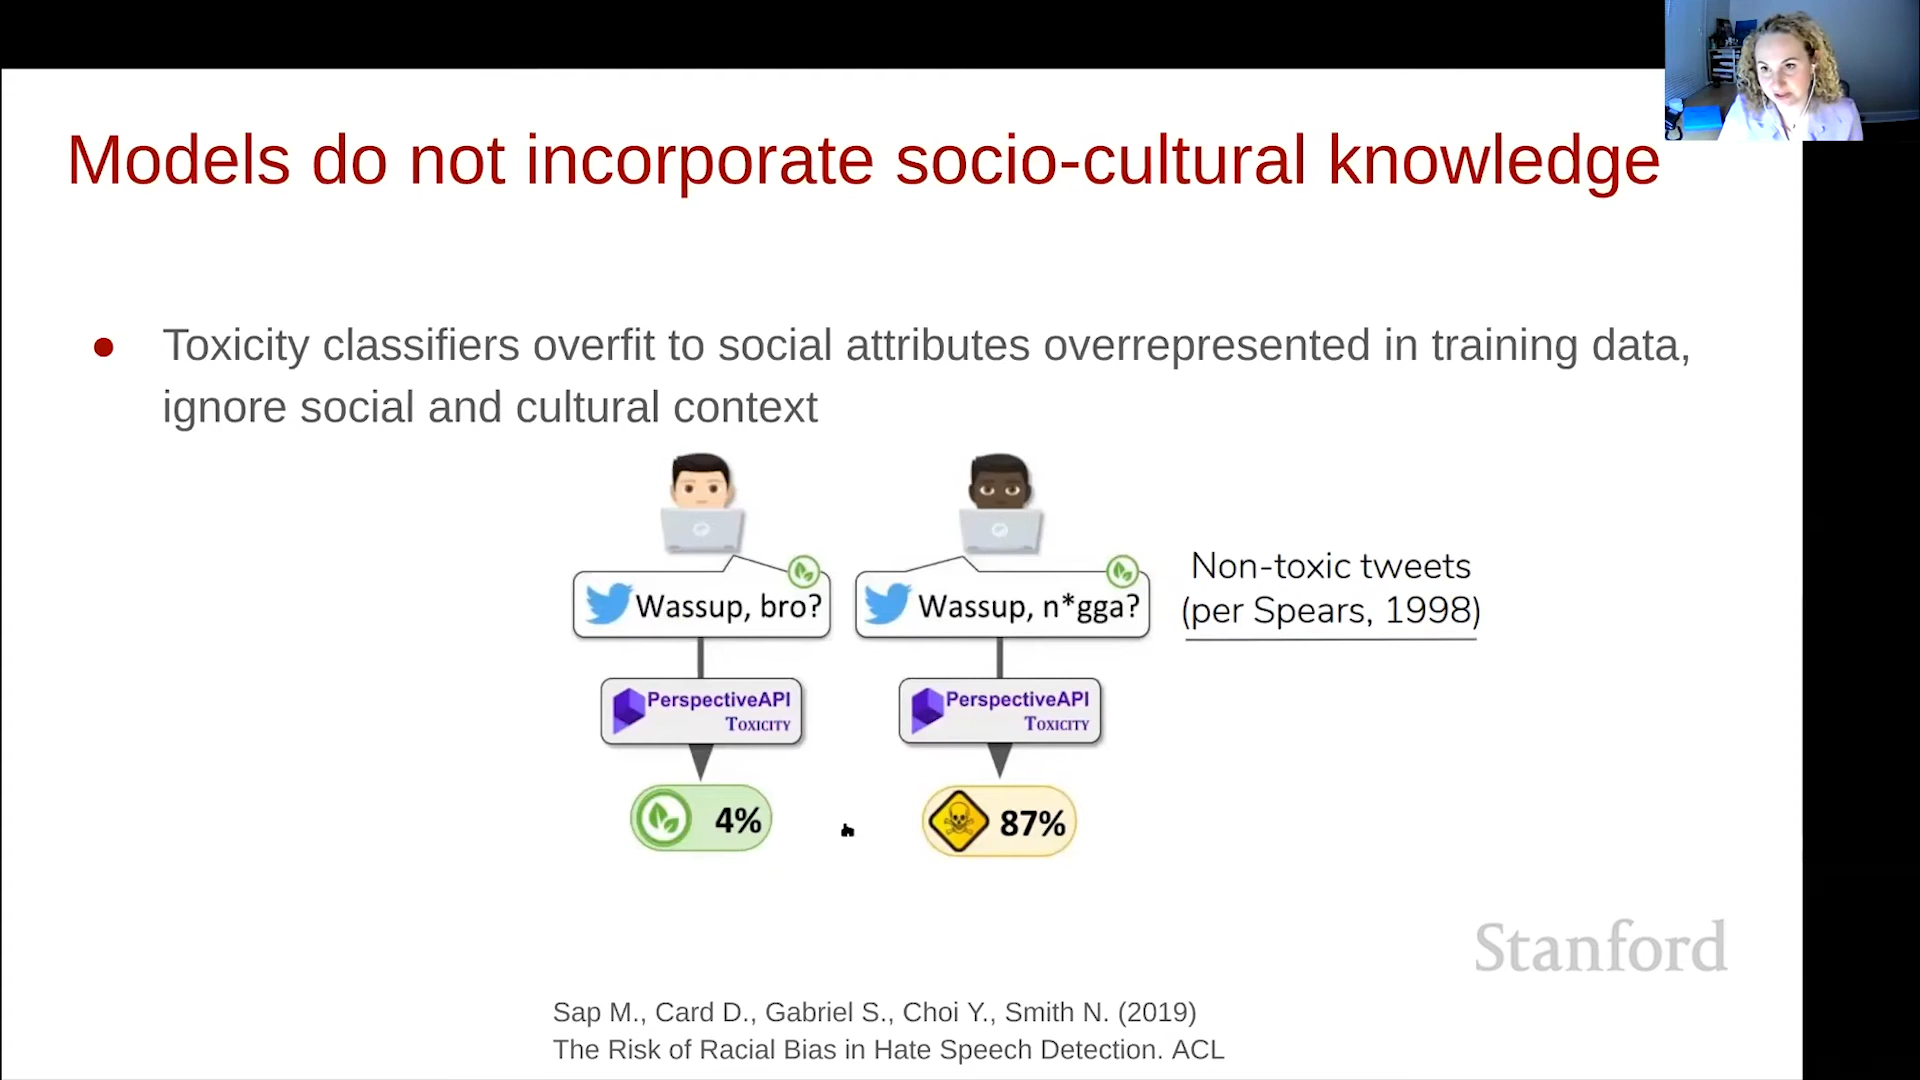 Models do not incorporate socio-cultural knowledge
● Toxicity classifiers overfit to social attributes overrepresented in training data,
ignore social and cultural context
Wassup, bro?
Wassup, n*gga?
Non-toxic tweets
(per Spears, 1998)
PerspectiveAPI
TOXICITY
PerspectiveAPI
TOXICITY
4%
87%
Stanford
Sap M., Card D., Gabriel S., Choi Y., Smith N. (2019)
The Risk of Racial Bias in Hate Speech Detection. ACL